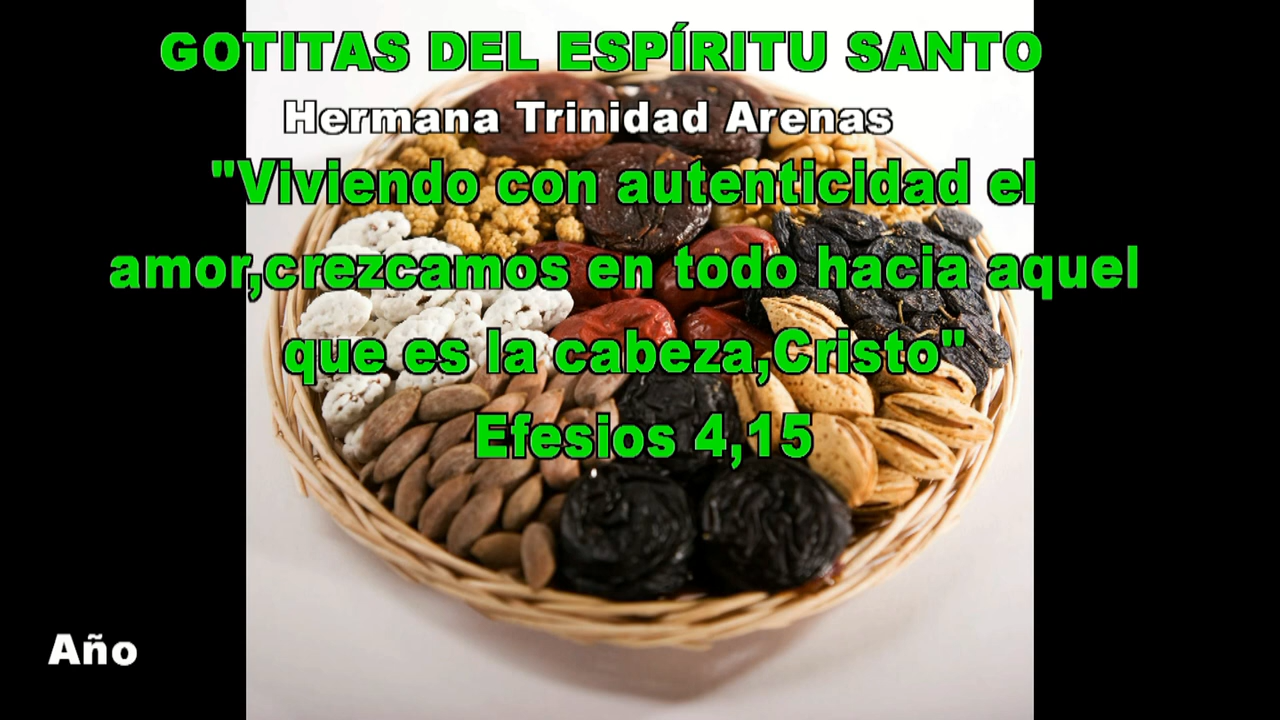 GOTITAS DEL ESPÍRITU SANTO
Hermana Trinidad Arenas
"Viviendo con autenticidad el
amor,crezcamos en todo hacia aquel
que es la cabeza,Cristo"
Efesios 4,15
Año